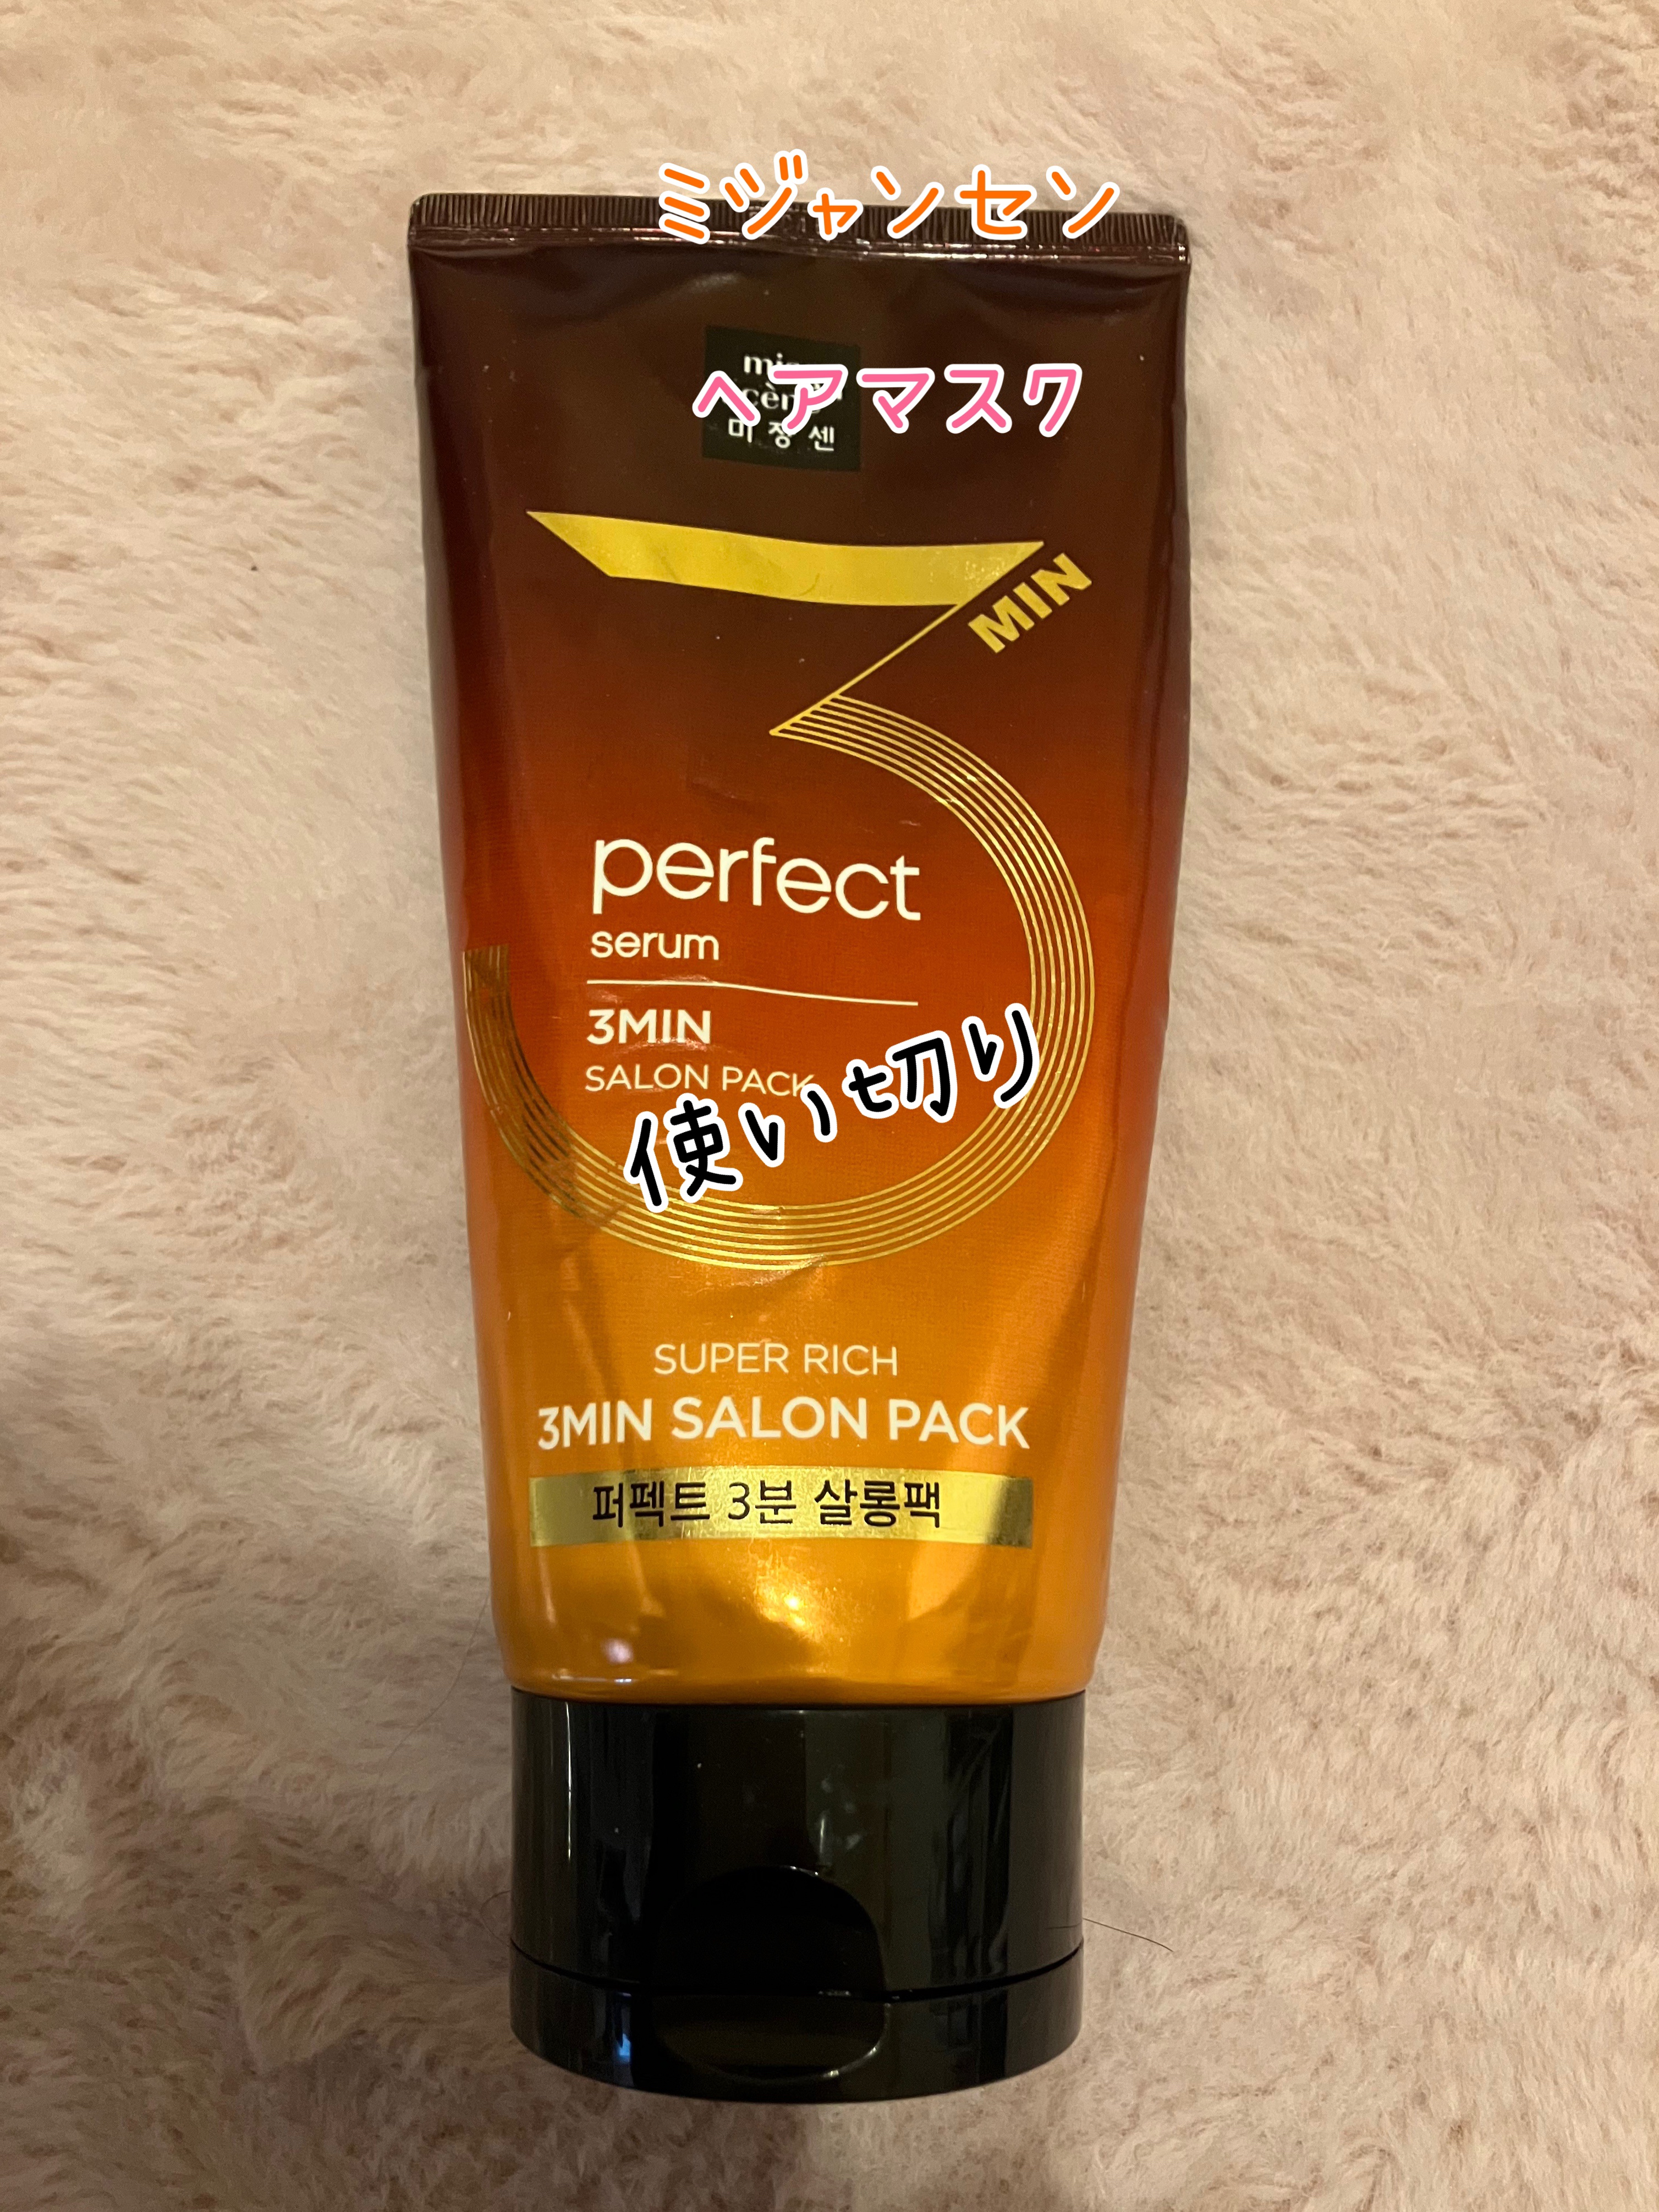 ミジャンセン
ヘアマスク
미쟝센
MIN
perfect
serum
3MIN
SALON PACK
使い切り
SUPER RICH
3MIN SALON PACK
퍼펙트 3분 살롱팩